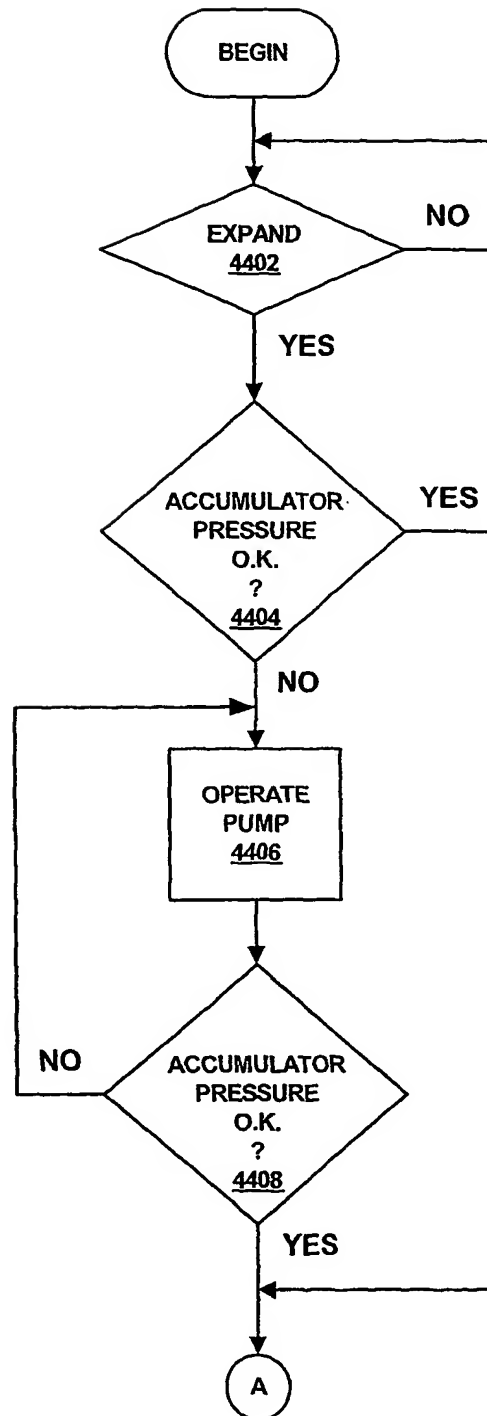 BEGIN
EXPAND
4402
NO
YES
ACCUMULATOR
PRESSURE
O.K.
?
4404
YES
NO
OPERATE
PUMP
4406
NO
ACCUMULATOR
PRESSURE
O.K.
?
4408
YES
A